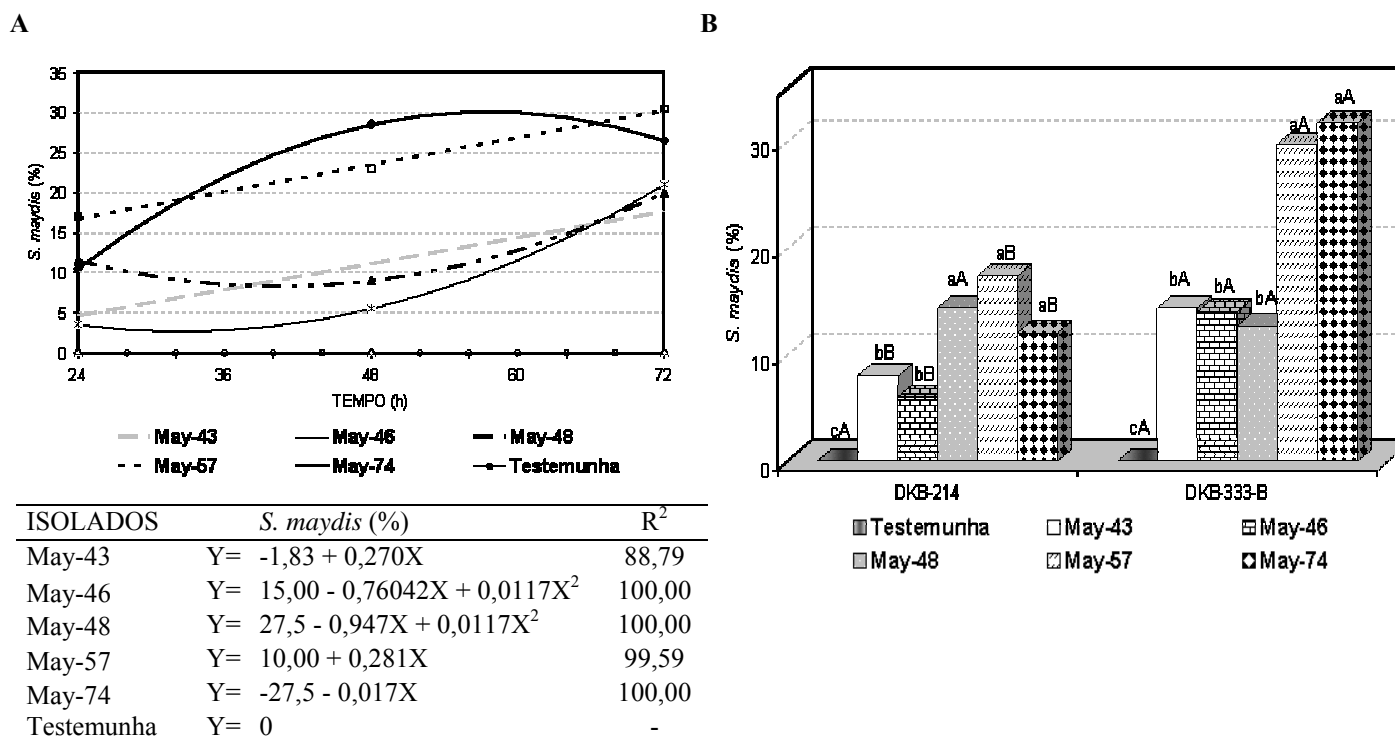 A
B
S. maydis (%)
35
30
25
20
15
10
5
0
24
36
48
60
72
TEMPO (h)
May-43
May-46
May-48
May-57
May-74
Testemunha
S. maydis (%)
30
20
10
0
cA
bB
bB
aA
aB
aB
cA
bA
bA
bA
aA
aA
DKB-214
DKB-333-B
Testemunha
May-43
May-46
May-48
May-57
May-74
ISOLADOS S. maydis (%) R²
May-43 Y= -1,83 + 0,270X 88,79
May-46 Y= 15,00 - 0,76042X + 0,0117X² 100,00
May-48 Y= 27,5 - 0,947X + 0,0117X² 100,00
May-57 Y= 10,00 + 0,281X 99,59
May-74 Y= -27,5 - 0,017X 100,00
Testemunha Y= 0 -